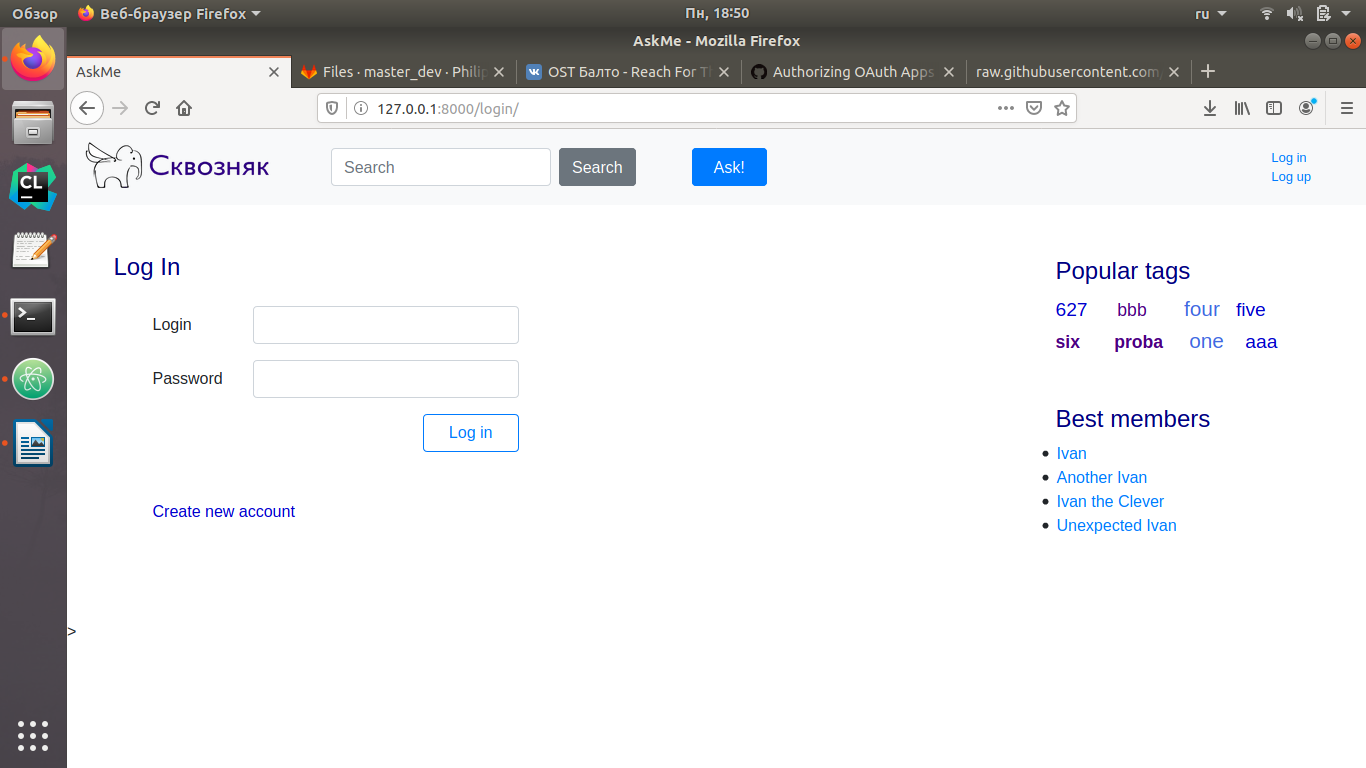 Обзор Веб-браузер Firefox Пн, 18:50 ru
AskMe - Mozilla Firefox
AskMe Files · master_dev · Philip OST Балто - Reach For T Authorizing OAuth Apps raw.githubusercontent.com
127.0.0.1:8000/login/
Сквозняк Search Search Ask! Log in
Log up
Log In
Login
Password
Log in
Create new account
Popular tags
627 bbb four five
six proba one aaa
Best members
Ivan
Another Ivan
Ivan the Clever
Unexpected Ivan
>
CL
>_